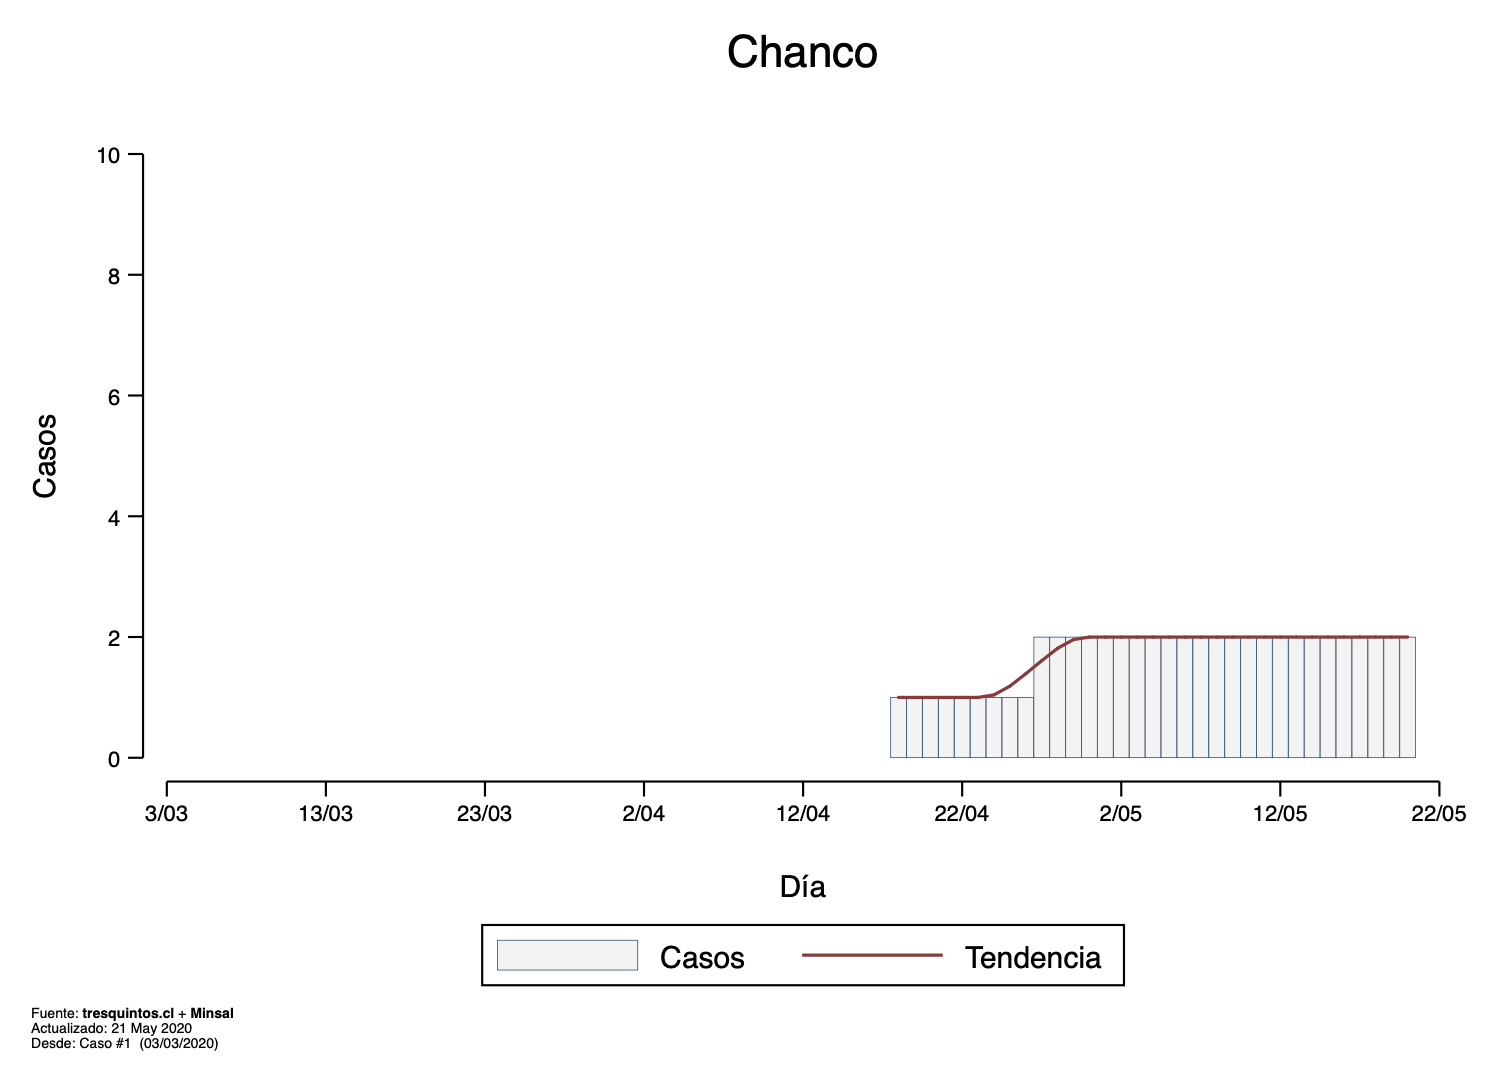 Chanco
10
8
6
4
2
0
Casos
3/03 13/03 23/03 2/04 12/04 22/04 2/05 12/05 22/05
Día
Casos Tendencia
Fuente: tresquintos.cl + Minsal
Actualizado: 21 May 2020
Desde: Caso #1 (03/03/2020)